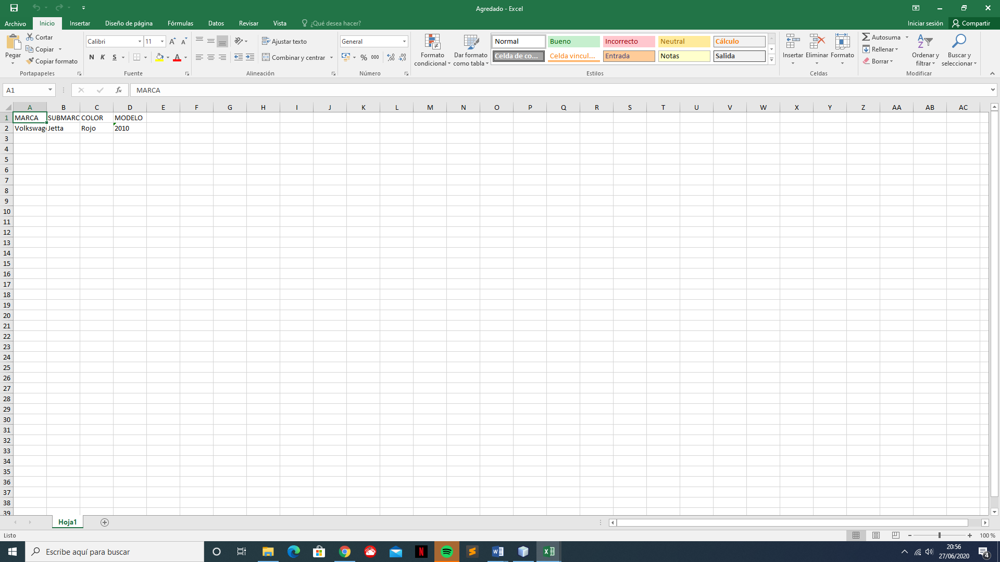 Agredado - Excel
Archivo Inicio Insertar Diseño de página Fórmulas Datos Revisar Vista ¿Qué desea hacer? Iniciar sesión Compartir
Pegar
Cortar
Copiar
Copiar formato
Portapapeles
Calibri 11
N K S A
Fuente
Ajustar texto
Combinar y centrar
Alineación
General
% 000
Número
Formato condicional
Dar formato como tabla
Normal Bueno Incorrecto Neutral Cálculo
Celda de co... Celda vincul... Entrada Notas Salida
Estilos
Insertar Eliminar Formato
Celdas
Autosuma
Rellenar
Borrar
Ordenar y filtrar
Buscar y seleccionar
Modificar
A1 fx MARCA
A B C D E F G H I J K L M N O P Q R S T U V W X Y Z AA AB AC
1 MARCA SUBMARC COLOR MODELO
2 Volkswage Jetta Rojo 2010
3
4
5
6
7
8
9
10
11
12
13
14
15
16
17
18
19
20
21
22
23
24
25
26
27
28
29
30
31
32
33
34
35
36
37
38
39
Hoja1
Listo 100 %
Escribe aquí para buscar
20:56
27/06/2020
4